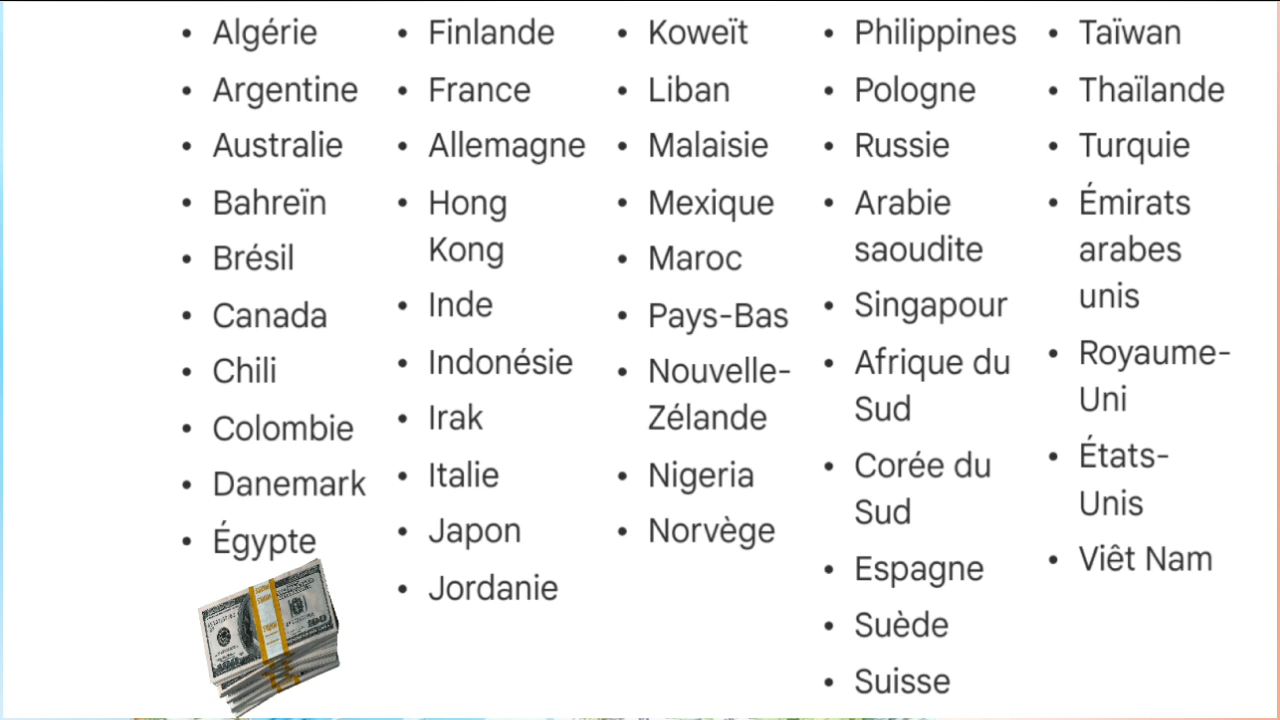 Algérie
Argentine
Australie
Bahreïn
Brésil
Canada
Chili
Colombie
Danemark
Égypte
Finlande
France
Allemagne
Hong
Kong
Inde
Indonésie
Irak
Italie
Japon
Jordanie
Koweït
Liban
Malaisie
Mexique
Maroc
Pays-Bas
Nouvelle-
Zélande
Nigeria
Norvège
Philippines
Pologne
Russie
Arabie
saoudite
Singapour
Afrique du
Sud
Corée du
Sud
Espagne
Suède
Suisse
Taïwan
Thaïlande
Turquie
Émirats
arabes
unis
Royaume-
Uni
États-
Unis
Viêt Nam
100